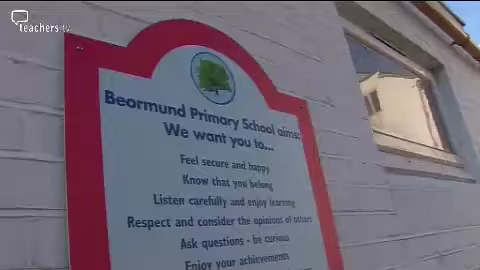 teachers.tv
Beormund Primary School aims:
We want you to...
Feel secure and happy
Know that you belong
Listen carefully and enjoy learning
Respect and consider the opinions of others
Ask questions - be curious
Enjoy your achievements